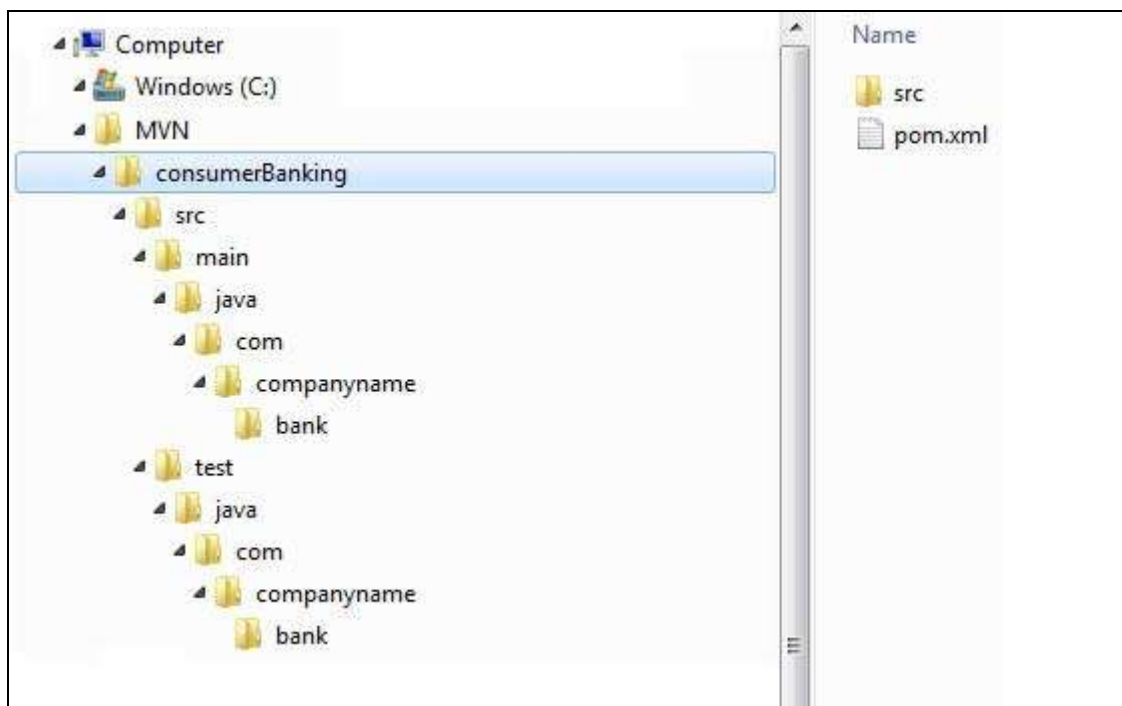 Computer
Windows (C:)
MVN
consumerBanking
src
main
java
com
companyname
bank
test
java
com
companyname
bank
Name
src
pom.xml